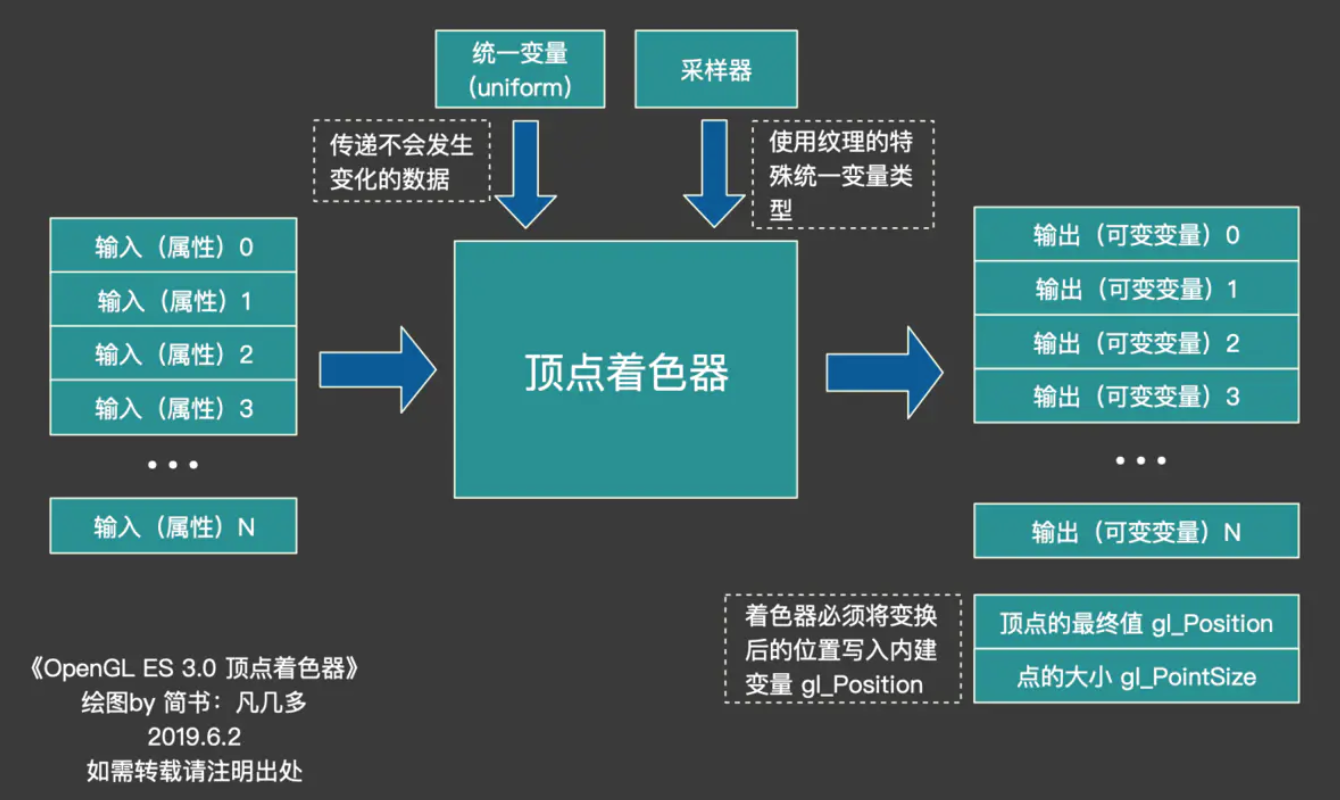 统一变量
(uniform)
采样器
传递不会发生
变化的数据
使用纹理的特
殊统一变量类
型
输入（属性）0
输入（属性）1
输入（属性）2
输入（属性）3
•••
输入（属性）N
顶点着色器
输出（可变变量）0
输出（可变变量）1
输出（可变变量）2
输出（可变变量）3
•••
输出（可变变量）N
着色器必须将变换
后的位置写入内建
变量 gl_Position
顶点的最终值 gl_Position
点的大小 gl_PointSize
《OpenGL ES 3.0 顶点着色器》
绘图by 简书：凡几多
2019.6.2
如需转载请注明出处